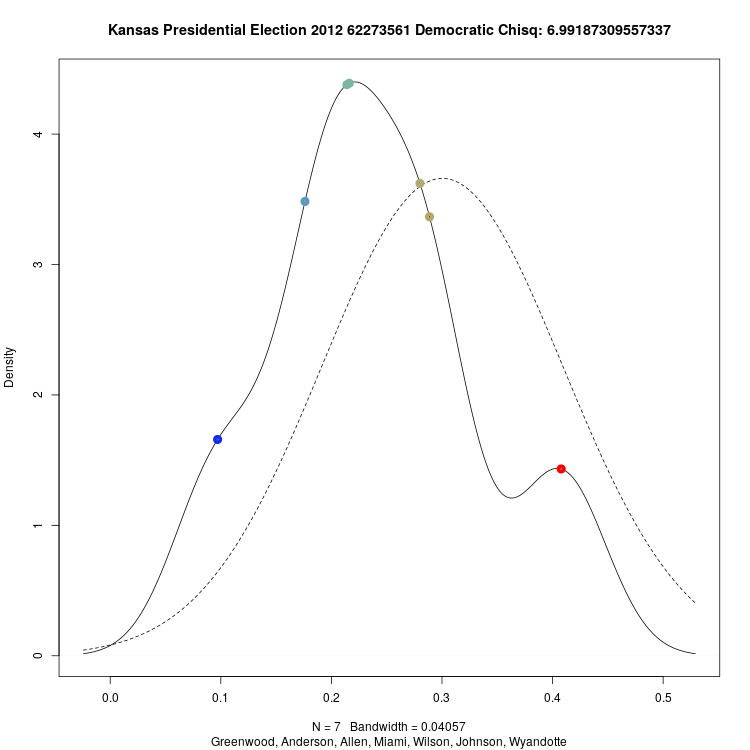 Kansas Presidential Election 2012 62273561 Democratic Chisq: 6.99187309557337
Density
4
3
2
1
0
0.0 0.1 0.2 0.3 0.4 0.5
N = 7 Bandwidth = 0.04057
Greenwood, Anderson, Allen, Miami, Wilson, Johnson, Wyandotte